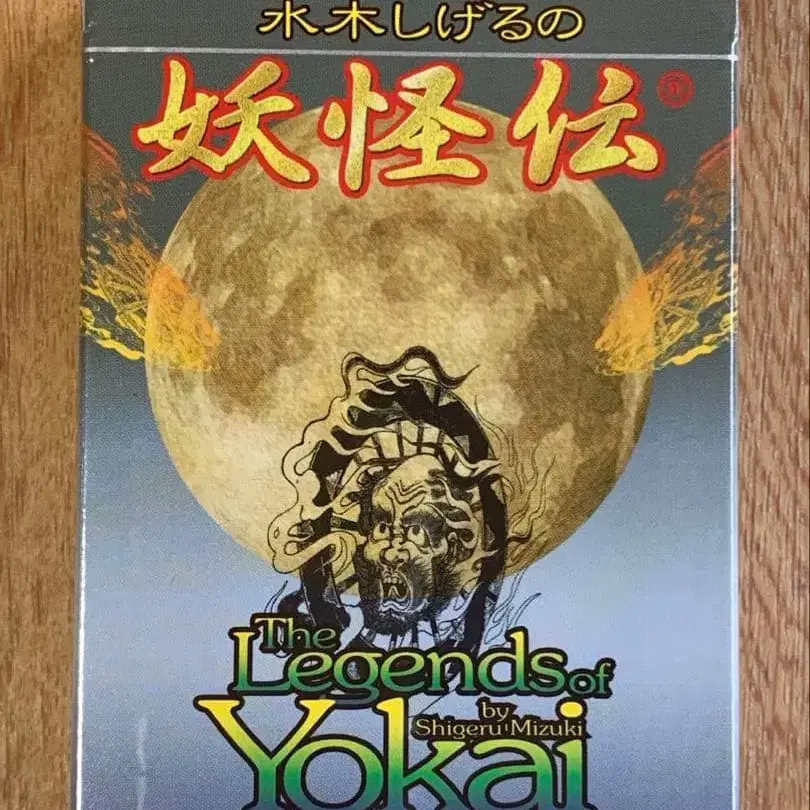 水木しげるの
妖怪伝
The
Legends of
by
Shigeru Mizuki
Yokai